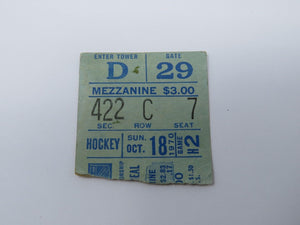 ENTER TOWER GATE
D 29
MEZZANINE $3.00
422 C 7
SEC. ROW SEAT
HOCKEY SUN. OCT. 18 1970 GAME H2